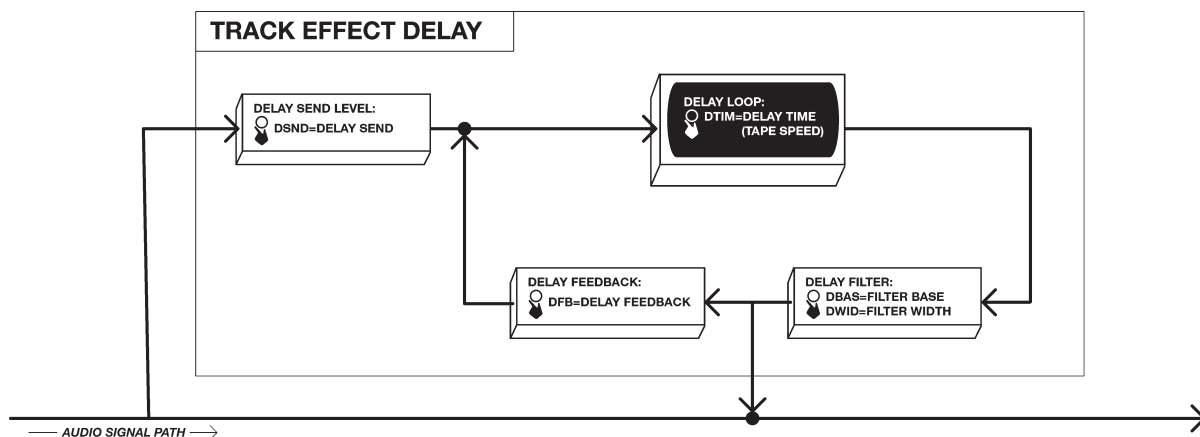 TRACK EFFECT DELAY
DELAY SEND LEVEL:
DSND=DELAY SEND
DELAY LOOP:
DTIM=DELAY TIME
(TAPE SPEED)
DELAY FEEDBACK:
DFB=DELAY FEEDBACK
DELAY FILTER:
DBAS=FILTER BASE
DWID=FILTER WIDTH
AUDIO SIGNAL PATH